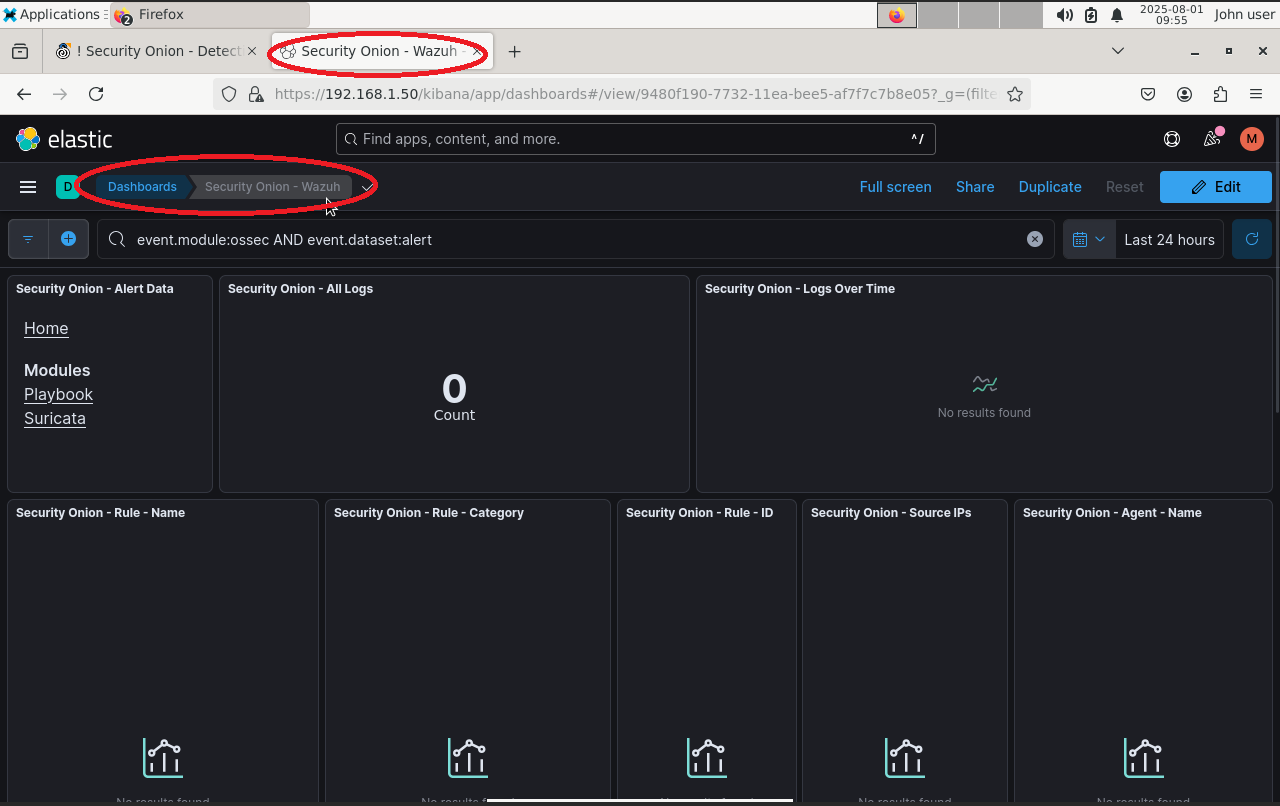 Applications
Firefox
2
2025-08-01
09:55
John user
! Security Onion - Detect
Security Onion - Wazuh -
https://192.168.1.50/kibana/app/dashboards#/view/9480f190-7732-11ea-bee5-af7f7c7b8e05?_g=(filte
elastic
Find apps, content, and more.
^/
M
D
Dashboards
Security Onion - Wazuh
Full screen
Share
Duplicate
Reset
Edit
event.module:ossec AND event.dataset:alert
Last 24 hours
Security Onion - Alert Data
Home
Modules
Playbook
Suricata
Security Onion - All Logs
0
Count
Security Onion - Logs Over Time
No results found
Security Onion - Rule - Name
No results found
Security Onion - Rule - Category
No results f
Security Onion - Rule - ID
No results found
Security Onion - Source IPs
No results found
Security Onion - Agent - Name
No results found